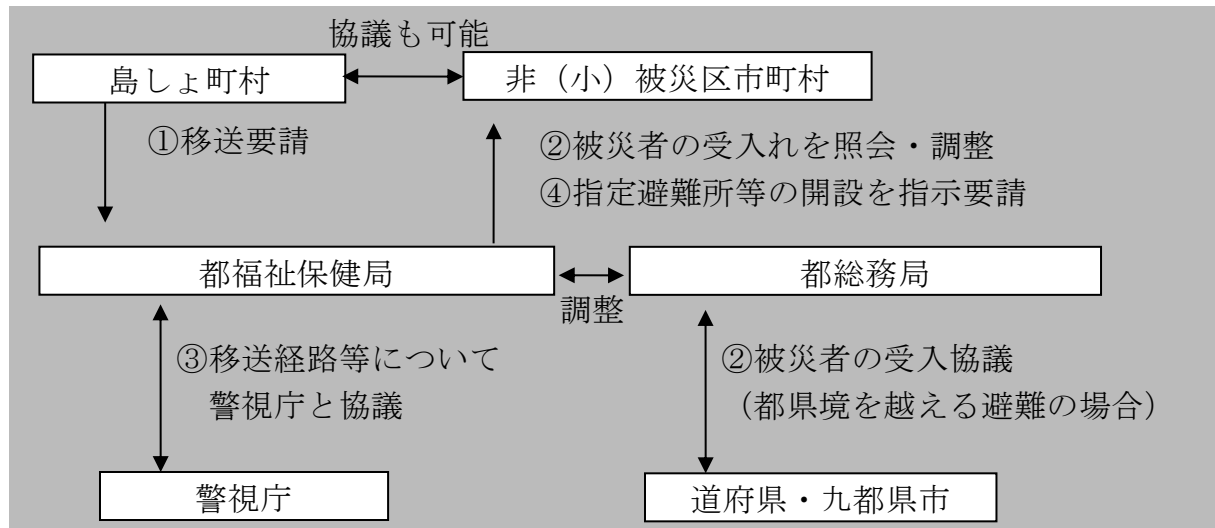 協議も可能
島しょ町村
非（小）被災区市町村
①移送要請
②被災者の受入れを照会・調整
④指定避難所等の開設を指示要請
都福祉保健局
都総務局
調整
③移送経路等について
警視庁と協議
②被災者の受入協議
（都県境を越える避難の場合）
警視庁
道府県・九都県市